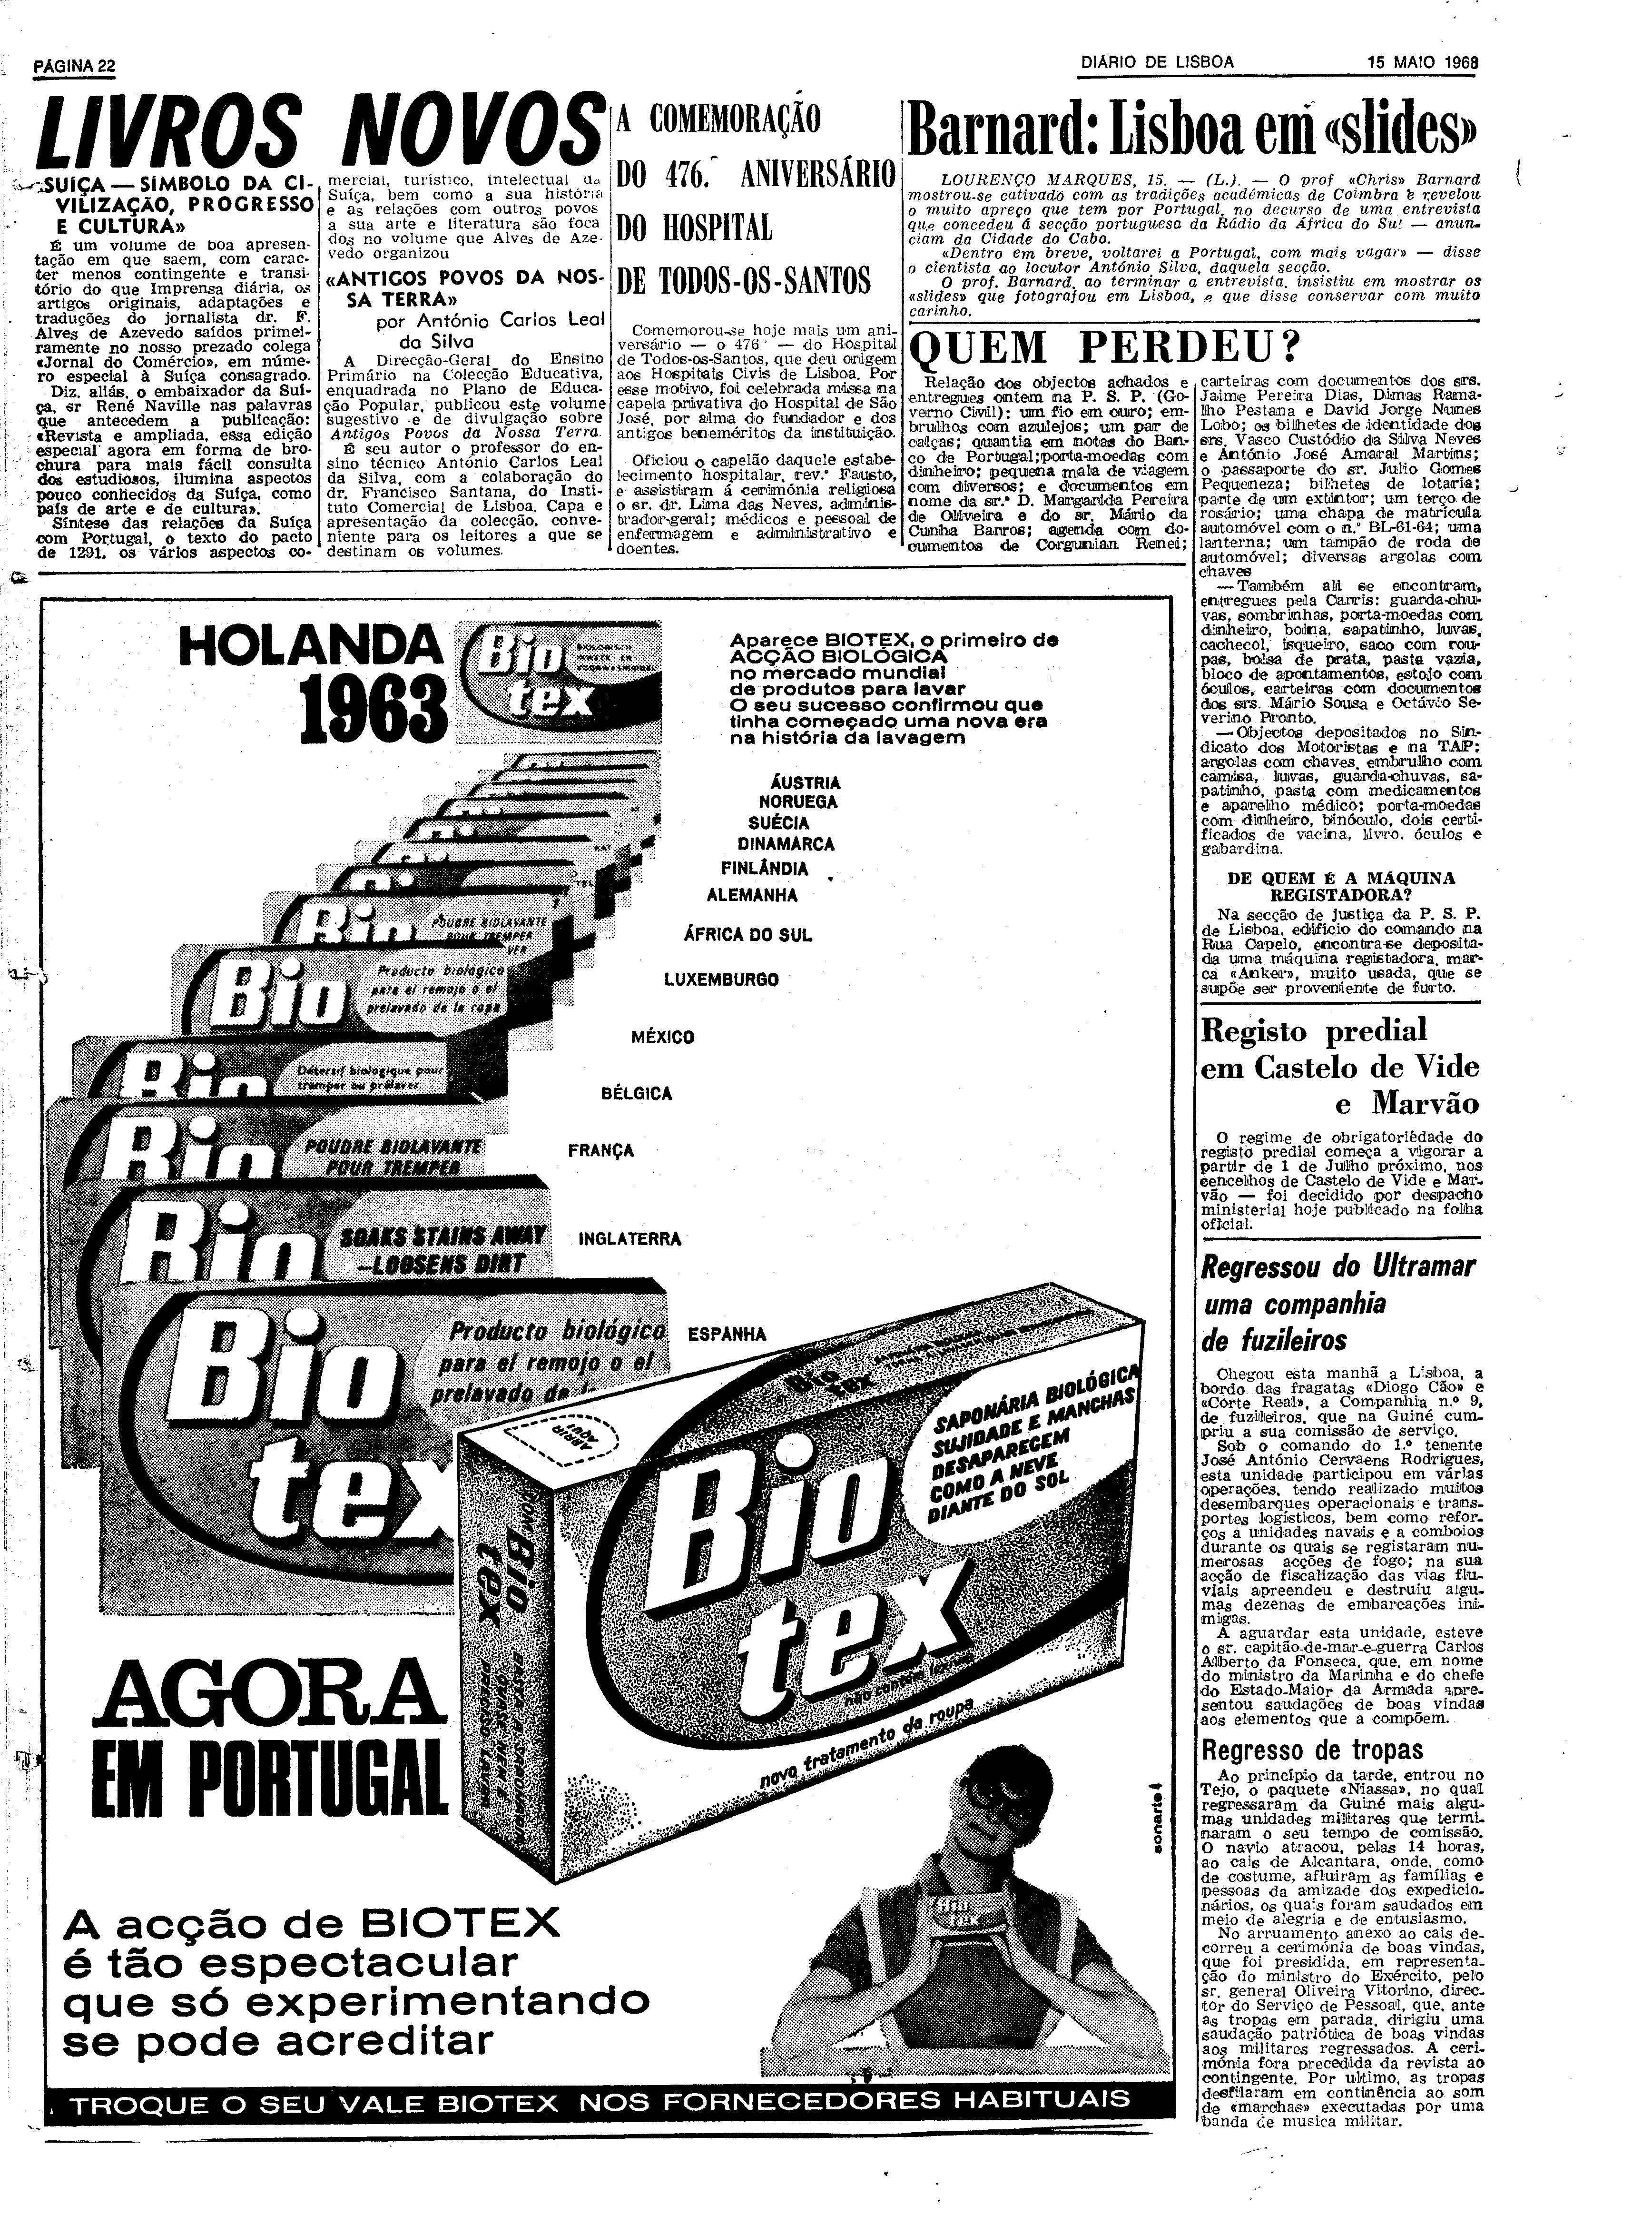 PÁGINA 22
DIÁRIO DE LISBOA
15 MAIO 1968
LIVROS NOVOS
«SUÍÇA — SÍMBOLO DA CI-
VILIZAÇÃO, PROGRESSO
E CULTURA»
É um volume de boa apresen-
tação em que saem, com carac-
ter menos contingente e transi-
tório do que Imprensa diária, os
artigos originais, adaptações e
traduções do jornalista dr. F.
Alves de Azevedo saídos primei-
ramente no nosso prezado colega
«Jornal do Comércio», em núme-
ro especial à Suíça consagrado.
Diz, aliás, o embaixador da Suí-
ça, sr René Naville nas palavras
que antecedem a publicação:
«Revista e ampliada, essa edição
especial agora em forma de bro-
chura para mais fácil consulta
dos estudiosos, ilumina aspectos
pouco conhecidos da Suíça, como
país de arte e de cultura».
Síntese das relações da Suíça
com Portugal, o texto do pacto
de 1291, os vários aspectos co-
mercial, turístico, intelectual da
Suíça, bem como a sua história
e as relações com outros povos
a sua arte e literatura são foca
dos no volume que Alves de Aze-
vedo organizou
«ANTIGOS POVOS DA NOS-
SA TERRA»
por António Carlos Leal
da Silva
A Direcção-Geral do Ensino
Primário na Colecção Educativa,
enquadrada no Plano de Educa-
ção Popular, publicou este volume
sugestivo e de divulgação sobre
Antigos Povos da Nossa Terra.
É seu autor o professor do en-
sino técnico António Carlos Leal
da Silva, com a colaboração do
dr. Francisco Santana, do Insti-
tuto Comercial de Lisboa. Capa e
apresentação da colecção, conve-
niente para os leitores a que se
destinam os volumes.
A COMEMORAÇÃO
DO 476.º ANIVERSÁRIO
DO HOSPITAL
DE TODOS-OS-SANTOS
Comemorou-se hoje mais um ani-
versário — o 476.º — do Hospital
de Todos-os-Santos, que deu origem
aos Hospitais Civis de Lisboa. Por
esse motivo, foi celebrada missa na
capela privativa do Hospital de São
José, por alma do fundador e dos
antigos beneméritos da instituição.
Oficiou o capelão daquele estabe-
lecimento hospitalar, rev.º Fausto,
e assistiram á cerimónia religiosa
o sr. dr. Lima das Neves, adminis-
trador-geral; médicos e pessoal de
enfermagem e administrativo e
doentes.
Barnard: Lisboa em «slides»
LOURENÇO MARQUES, 15. — (L.). — O prof «Chris» Barnard
mostrou-se cativado com as tradições académicas de Coimbra e revelou
o muito apreço que tem por Portugal, no decurso de uma entrevista
que concedeu á secção portuguesa da Rádio da África do Sul — anun-
ciam da Cidade do Cabo.
«Dentro em breve, voltarei a Portugal, com mais vagar» — disse
o cientista ao locutor António Silva, daquela secção.
O prof. Barnard, ao terminar a entrevista, insistiu em mostrar os
«slides» que fotografou em Lisboa, e que disse conservar com muito
carinho.
QUEM PERDEU?
Relação dos objectos achados e
entregues ontem na P. S. P. (Go-
verno Civil): um fio em ouro; em-
brulhos com azulejos; um par de
calças; quantia em notas do Ban-
co de Portugal; porta-moedas com
dinheiro; pequena mala de viagem
com diversos; e documentos em
nome da sr.ª D. Margarida Pereira
de Oliveira e do sr. Mário da
Cunha Barros; agenda com do-
cumentos de Corgunian Renei;
carteiras com documentos dos srs.
Jaime Pereira Dias, Dimas Rama-
lho Pestana e David Jorge Nunes
Lobo; os bilhetes de identidade dos
srs. Vasco Custódio da Silva Neves
e António José Amaral Martins;
o passaporte do sr. Julio Gomes
Pequeneza; bilhetes de lotaria;
parte de um extintor; um terço de
rosário; uma chapa de matrícula
automóvel com o n.º BL-61-64; uma
lanterna; um tampão de roda de
automóvel; diversas argolas com
chaves
— Também ali se encontram,
entregues pela Carris: guarda-chu-
vas, sombrinhas, porta-moedas com
dinheiro, boina, sapatinho, luvas,
cachecol, isqueiro, saco com rou-
pas, bolsa de prata, pasta vazia,
bloco de apontamentos, estojo com
óculos, carteiras com documentos
dos srs. Mário Sousa e Octávio Se-
verino Pronto.
— Objectos depositados no Sin-
dicato dos Motoristas e na TAP:
argolas com chaves, embrulho com
camisa, luvas, guarda-chuvas, sa-
patinho, pasta com medicamentos
e aparelho médico; porta-moedas
com dinheiro, binóculo, dois certi-
ficados de vacina, livro, óculos e
gabardina.
DE QUEM É A MÁQUINA
REGISTADORA?
Na secção de justiça da P. S. P.
de Lisboa, edifício do comando na
Rua Capelo, encontra-se deposita-
da uma máquina registadora, mar-
ca «Anker», muito usada, que se
supõe ser proveniente de furto.
Registo predial
em Castelo de Vide
e Marvão
O regime de obrigatoriédade do
registo predial começa a vigorar a
partir de 1 de Julho próximo, nos
concelhos de Castelo de Vide e Mar-
vão — foi decidido por despacho
ministerial hoje publicado na folha
oficial.
Regressou do Ultramar
uma companhia
de fuzileiros
Chegou esta manhã a Lisboa, a
bordo das fragatas «Diogo Cão» e
«Corte Real», a Companhia n.º 9,
de fuzileiros, que na Guiné cum-
priu a sua comissão de serviço.
Sob o comando do 1.º tenente
José António Cervaens Rodrigues,
esta unidade participou em várias
operações, tendo realizado muitos
desembarques operacionais e trans-
portes logísticos, bem como refor-
ços a unidades navais e a comboios
durante os quais se registaram nu-
merosas acções de fogo; na sua
acção de fiscalização das vias flu-
viais apreendeu e destruiu algu-
mas dezenas de embarcações ini-
migas.
A aguardar esta unidade, esteve
o sr. capitão-de-mar-e-guerra Carlos
Alberto da Fonseca, que, em nome
do ministro da Marinha e do chefe
do Estado-Maior da Armada apre-
sentou saudações de boas vindas
aos elementos que a compõem.
Regresso de tropas
Ao princípio da tarde, entrou no
Tejo, o paquete «Niassa», no qual
regressaram da Guiné mais algu-
mas unidades militares que termi-
naram o seu tempo de comissão.
O navio atracou, pelas 14 horas,
ao cais de Alcantara, onde, como
de costume, afluiram as famílias e
pessoas da amizade dos expedicio-
nários, os quais foram saudados em
meio de alegria e de entusiasmo.
No arruamento anexo ao cais de-
correu a cerimónia de boas vindas,
que foi presidida, em representa-
ção do ministro do Exército, pelo
sr. general Oliveira Vitorino, direc-
tor do Serviço de Pessoal, que, ante
as tropas em parada, dirigiu uma
saudação patriótica de boas vindas
aos militares regressados. A ceri-
mónia fora precedida da revista ao
contingente. Por ultimo, as tropas
desfilaram em continência ao som
de «marchas» executadas por uma
banda de musica militar.
HOLANDA
1963
Bio
tex
Aparece BIOTEX, o primeiro de
ACÇÃO BIOLÓGICA
no mercado mundial
de produtos para lavar
O seu sucesso confirmou que
tinha começado uma nova era
na história da lavagem
ÁUSTRIA
NORUEGA
SUÉCIA
DINAMARCA
FINLÂNDIA
ALEMANHA
ÁFRICA DO SUL
LUXEMBURGO
MÉXICO
BÉLGICA
FRANÇA
INGLATERRA
ESPANHA
Bio
POUDRE BIOLAVANTE
POUR TREMPER
Bio
Producto biológico
para el remojo o el
prelavado de la ropa
Bio
Détersif biologique pour
tremper ou prélaver
Bio
POUDRE BIOLAVANTE
POUR TREMPER
Bio
SOAKS STAINS AWAY
—LOOSENS DIRT
Bio
tex
Producto biológico
para el remojo o el
prelavado de
ABRIR
AQUI
Bio
tex
SAPONÁRIA BIOLÓGICA
SUJIDADE E MANCHAS
DESAPARECEM
COMO A NEVE
DIANTE DO SOL
Bio
tex
novo tratamento da roupa
COM Bio
tex
Bio
tex
sonarte
AGORA
EM PORTUGAL
A acção de BIOTEX
é tão espectacular
que só experimentando
se pode acreditar
TROQUE O SEU VALE BIOTEX NOS FORNECEDORES HABITUAIS